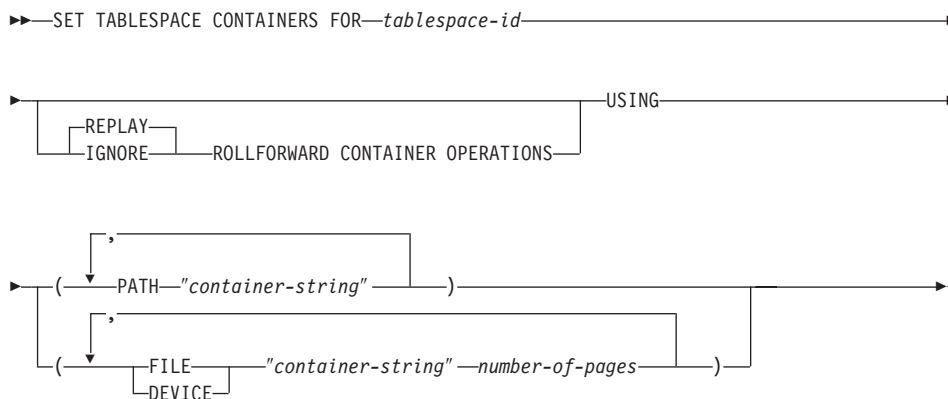 SET TABLESPACE CONTAINERS FOR tablespace-id
USING
REPLAY
IGNORE ROLLFORWARD CONTAINER OPERATIONS
,
( PATH "container-string" )
,
( FILE "container-string" number-of-pages )
DEVICE